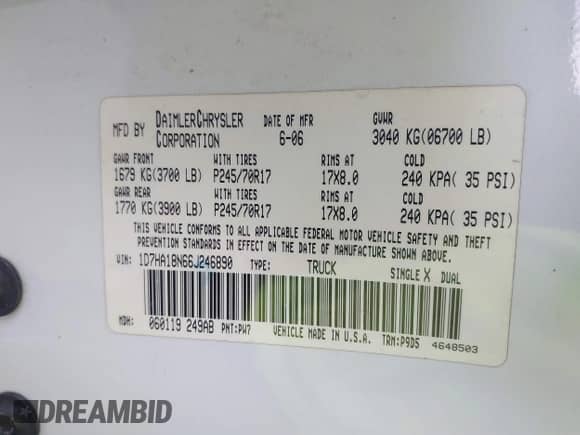 MFD BY DAIMLERCHRYSLER CORPORATION DATE OF MFR 6-06 GVWR 3040 KG(06700 LB)
GAWR FRONT WITH TIRES RIMS AT COLD
1679 KG(3700 LB) P245/70R17 17X8.0 240 KPA( 35 PSI)
GAWR REAR WITH TIRES RIMS AT COLD
1770 KG(3900 LB) P245/70R17 17X8.0 240 KPA( 35 PSI)
THIS VEHICLE CONFORMS TO ALL APPLICABLE FEDERAL MOTOR VEHICLE SAFETY AND THEFT
PREVENTION STANDARDS IN EFFECT ON THE DATE OF MANUFACTURE SHOWN ABOVE.
VIN: 1D7HA18N66J246890 TYPE: TRUCK SINGLE X DUAL
MDH: 060119 249AB PNT:PW7 VEHICLE MADE IN U.S.A. TRM:P9D5 4648503
DREAMBID